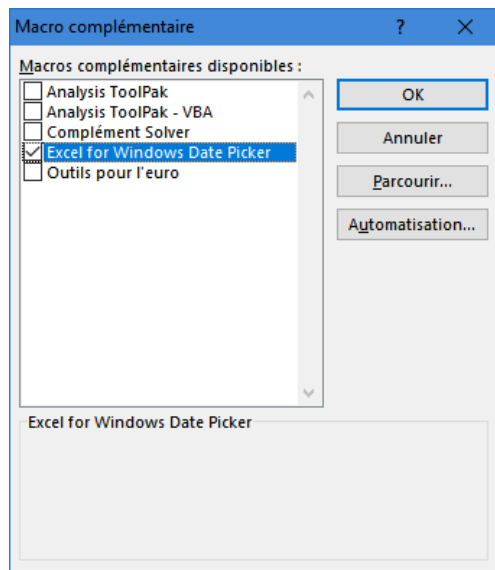 Macro complémentaire
?
Macros complémentaires disponibles :
Analysis ToolPak
Analysis ToolPak - VBA
Complément Solver
Excel for Windows Date Picker
Outils pour l'euro
OK
Annuler
Parcourir...
Automatisation...
Excel for Windows Date Picker